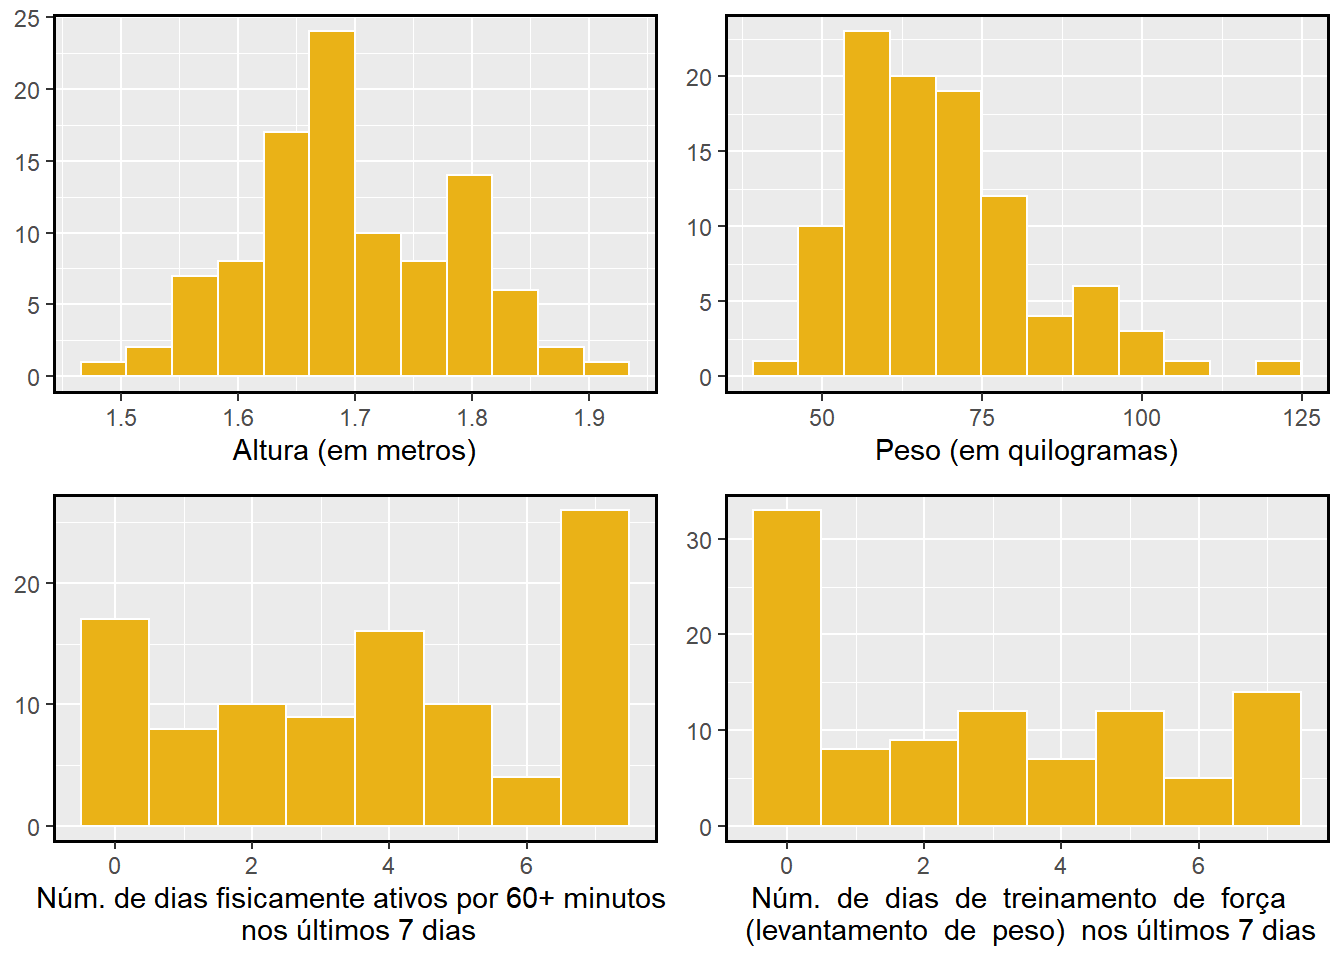 25
20
15
10
5
0
1.5 1.6 1.7 1.8 1.9
Altura (em metros)
20
15
10
5
0
50 75 100 125
Peso (em quilogramas)
20
10
0
0 2 4 6
Núm. de dias fisicamente ativos por 60+ minutos
nos últimos 7 dias
30
20
10
0
0 2 4 6
Núm. de dias de treinamento de força
(levantamento de peso) nos últimos 7 dias